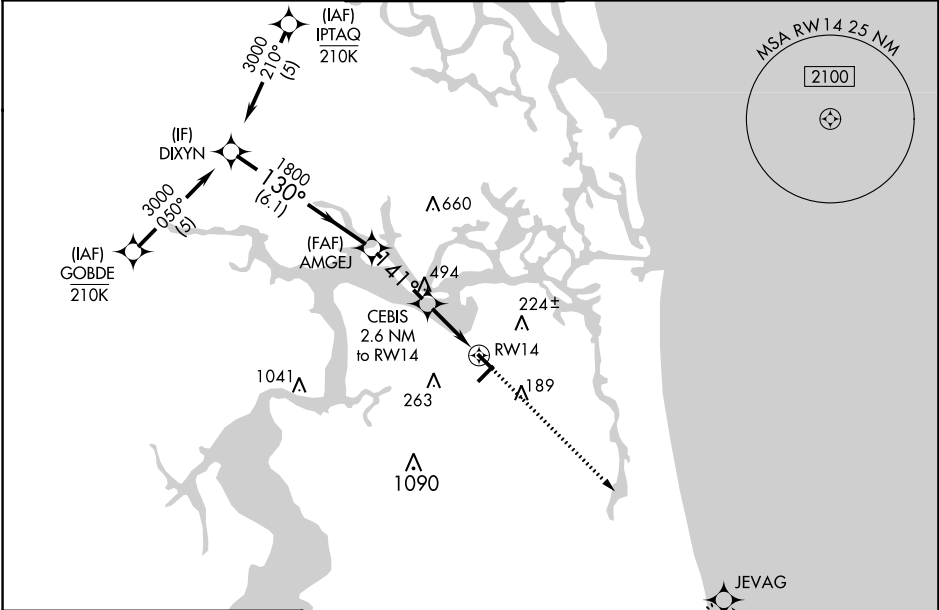 (IAF)
IPTAQ
210K
3000
210°
(5)
MSA RW14 25 NM
2100
(IF)
DIXYN
1800
130°
(6.1)
3000
050°
(5)
660
(IAF)
GOBDE
210K
(FAF)
AMGEJ
141°
494
CEBIS
2.6 NM
to RW14
224±
RW14
1041
263
189
1090
JEVAG